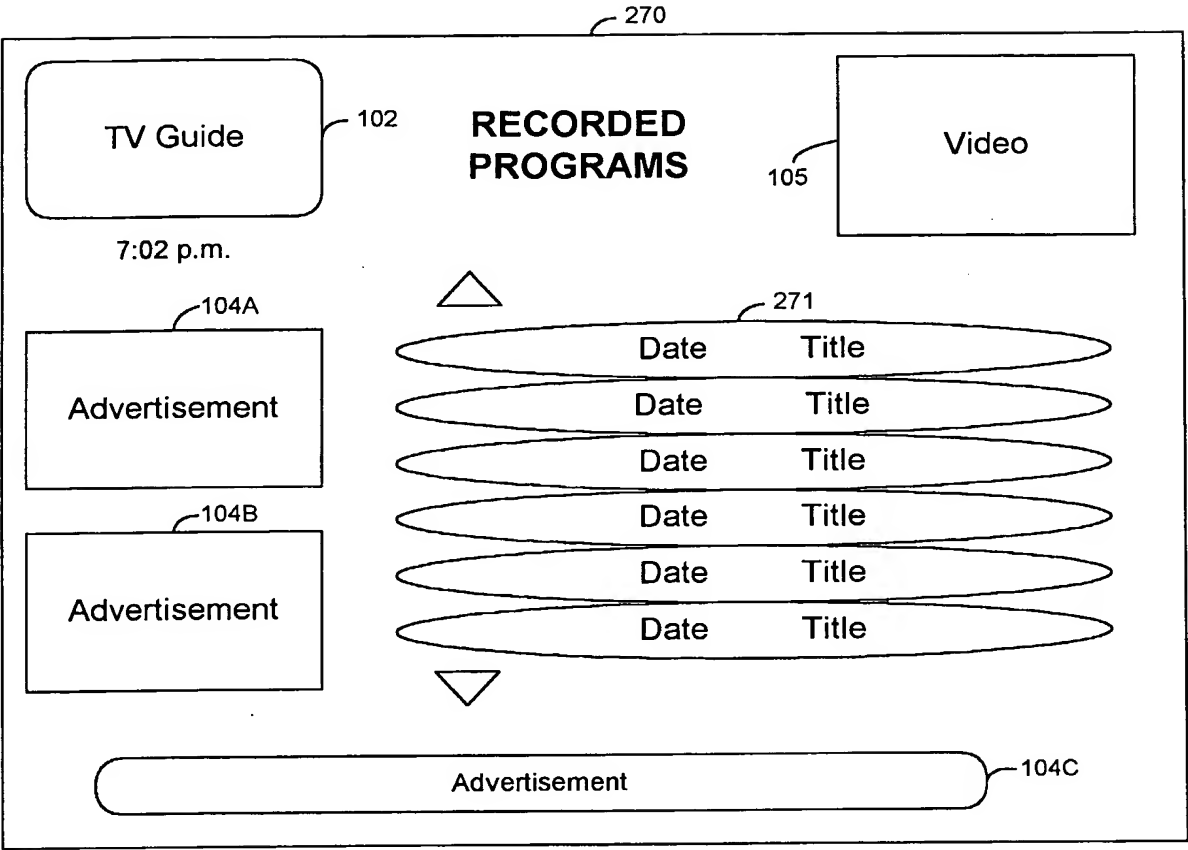 270
TV Guide
102
RECORDED
PROGRAMS
105
Video
7:02 p.m.
104A
Advertisement
271
Date Title
Date Title
Date Title
Date Title
Date Title
Date Title
104B
Advertisement
Advertisement
104C